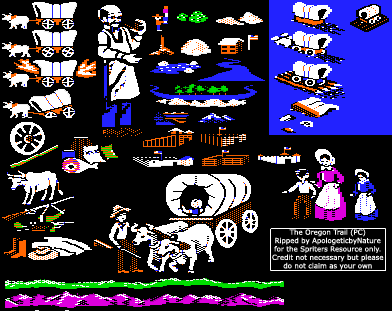 The Oregon Trail (PC)
Ripped by ApologeticbyNature
for the Spriters Resource only.
Credit not necessary but please
do not claim as your own